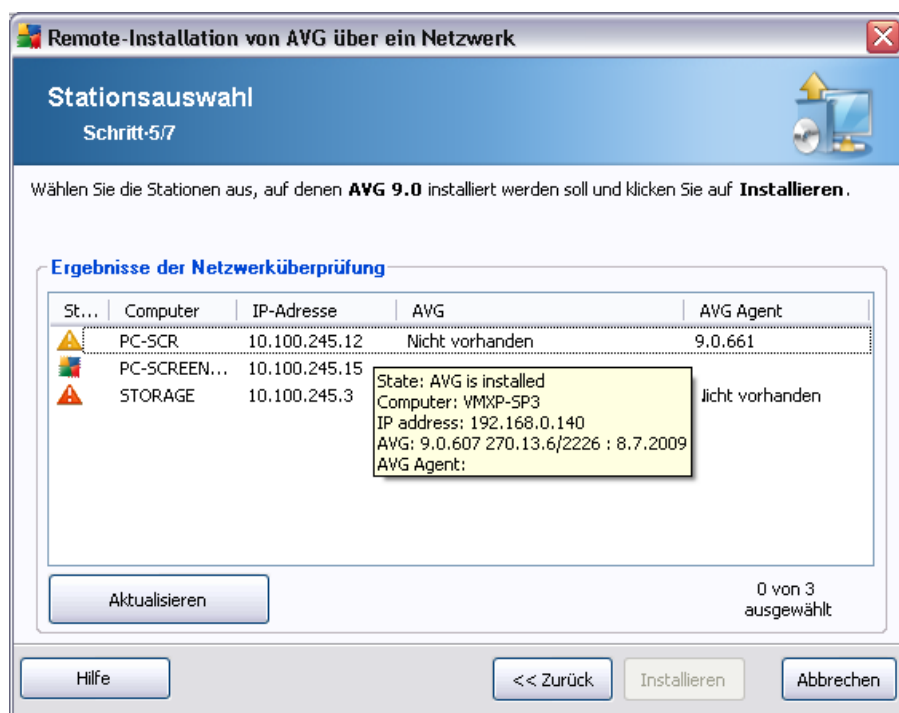 Remote-Installation von AVG über ein Netzwerk
Stationsauswahl
Schritt-5/7
Wählen Sie die Stationen aus, auf denen AVG 9.0 installiert werden soll und klicken Sie auf Installieren.
Ergebnisse der Netzwerküberprüfung
St... Computer IP-Adresse AVG AVG Agent
PC-SCR 10.100.245.12 Nicht vorhanden 9.0.661
PC-SCREEN... 10.100.245.15
STORAGE 10.100.245.3 licht vorhanden
State: AVG is installed
Computer: VMXP-SP3
IP address: 192.168.0.140
AVG: 9.0.607 270.13.6/2226 : 8.7.2009
AVG Agent:
Aktualisieren
0 von 3
ausgewählt
Hilfe
<< Zurück
Installieren
Abbrechen